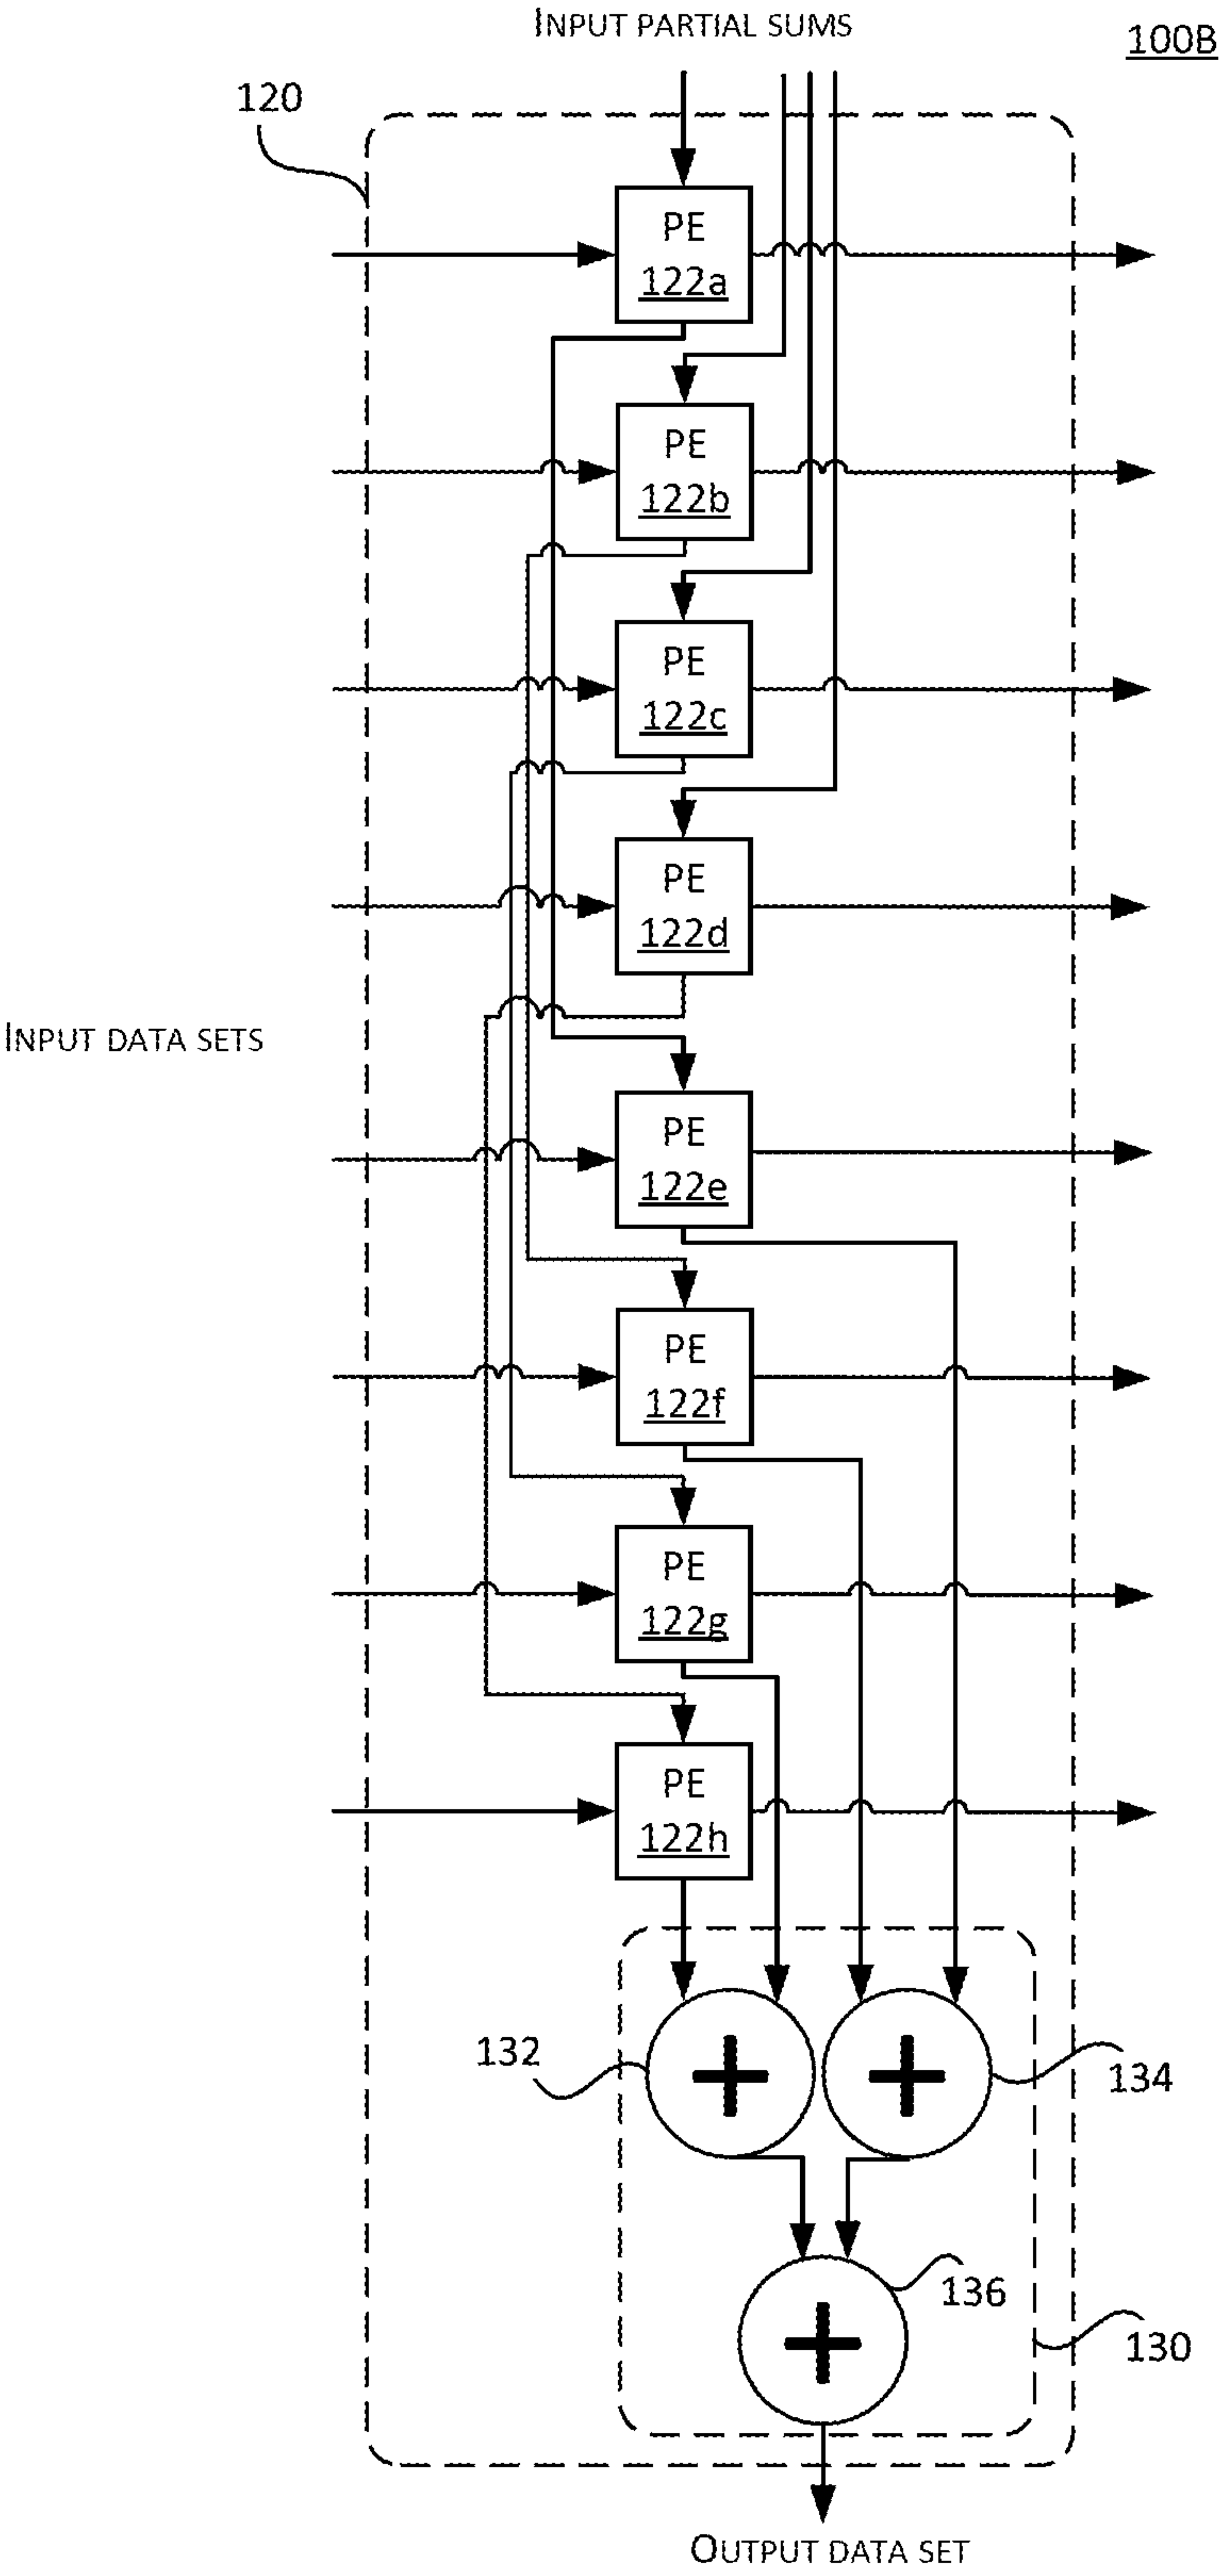 INPUT PARTIAL SUMS
100B
120
PE
122a
PE
122b
PE
122c
PE
122d
INPUT DATA SETS
PE
122e
PE
122f
PE
122g
PE
122h
132
134
136
130
OUTPUT DATA SET